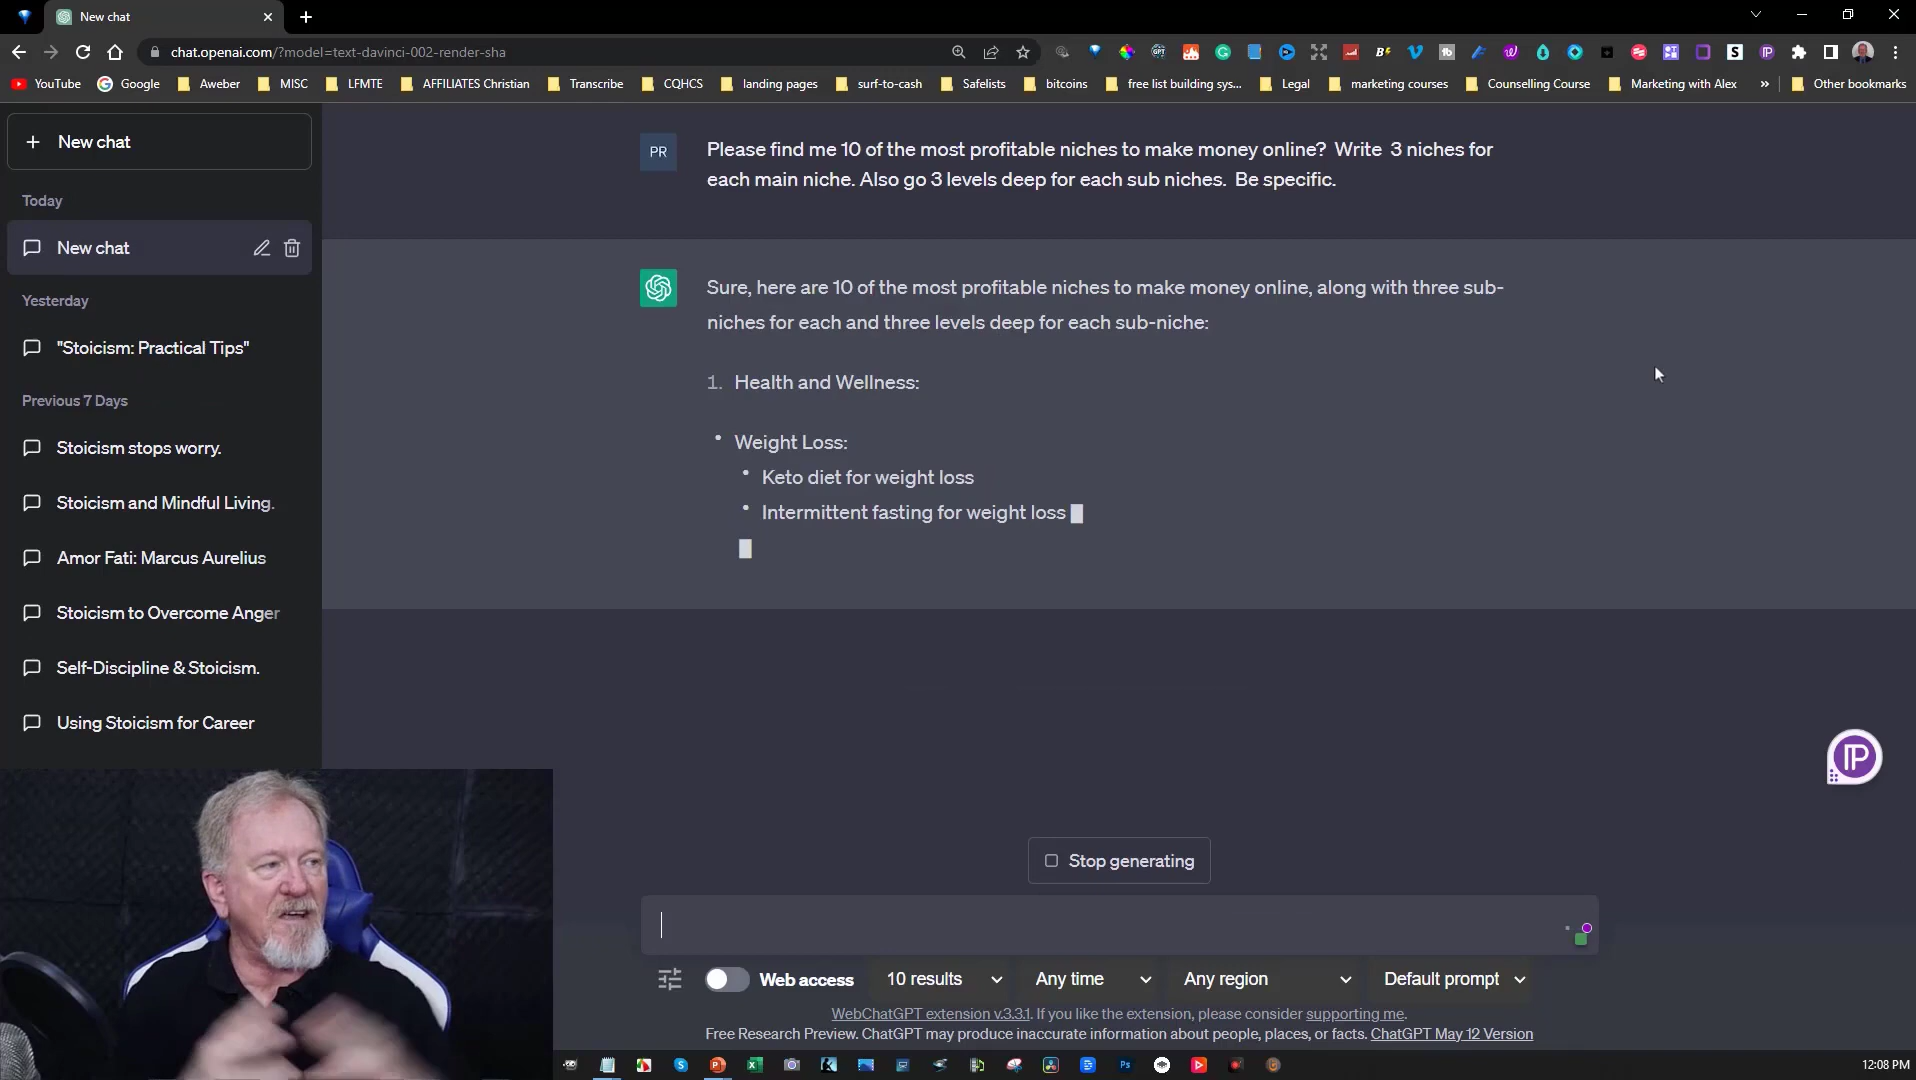 New chat
chat.openai.com/?model=text-davinci-002-render-sha
YouTube
Google
Aweber
MISC
LFMTE
AFFILIATES Christian
Transcribe
CQHCS
landing pages
surf-to-cash
Safelists
bitcoins
free list building sys...
Legal
marketing courses
Counselling Course
Marketing with Alex
»
Other bookmarks
+ New chat
Today
New chat
Yesterday
"Stoicism: Practical Tips"
Previous 7 Days
Stoicism stops worry.
Stoicism and Mindful Living.
Amor Fati: Marcus Aurelius
Stoicism to Overcome Anger
Self-Discipline & Stoicism.
Using Stoicism for Career
PR
Please find me 10 of the most profitable niches to make money online? Write 3 niches for
each main niche. Also go 3 levels deep for each sub niches. Be specific.
Sure, here are 10 of the most profitable niches to make money online, along with three sub-
niches for each and three levels deep for each sub-niche:
1. Health and Wellness:
• Weight Loss:
• Keto diet for weight loss
• Intermittent fasting for weight loss
IP
Stop generating
Web access
10 results
Any time
Any region
Default prompt
WebChatGPT extension v.3.3.1. If you like the extension, please consider supporting me.
Free Research Preview. ChatGPT may produce inaccurate information about people, places, or facts. ChatGPT May 12 Version
12:08 PM